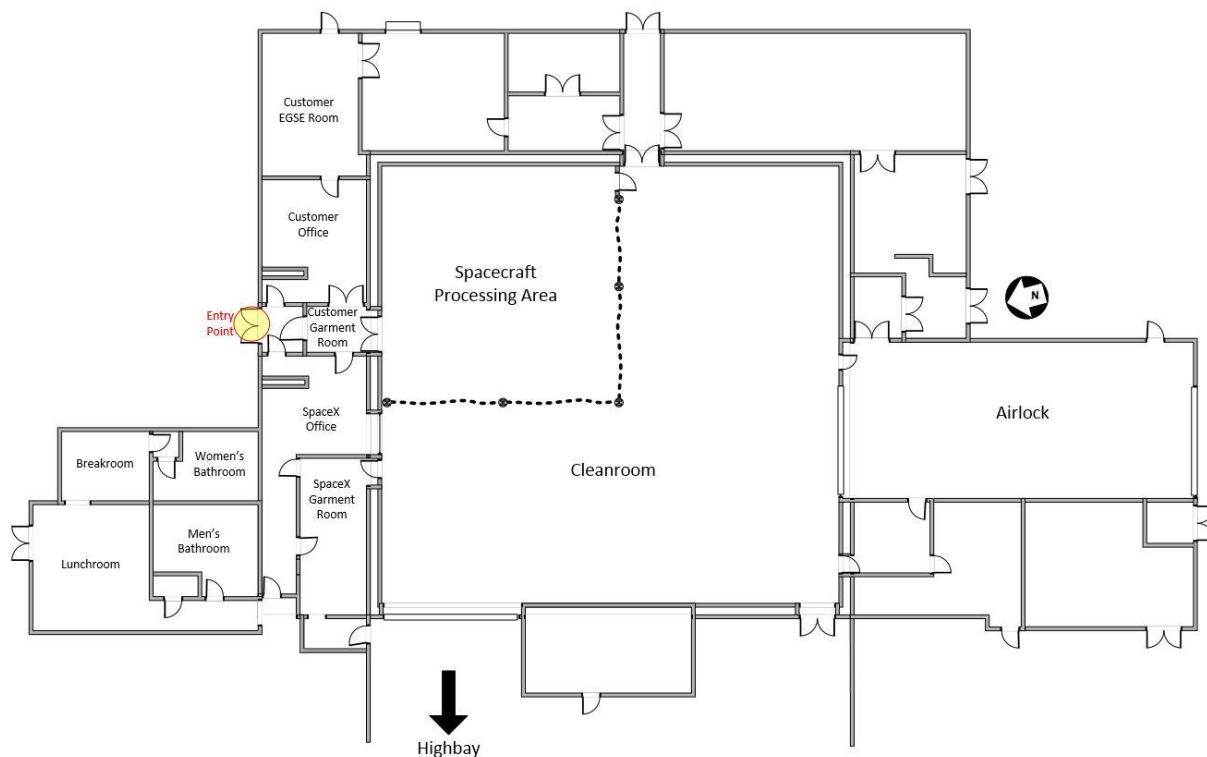 Customer
EGSE Room
Customer
Office
Spacecraft
Processing Area
N
Entry
Point
Customer
Garment
Room
SpaceX
Office
Airlock
Breakroom
Women's
Bathroom
Cleanroom
SpaceX
Garment
Room
Men's
Bathroom
Lunchroom
Highbay